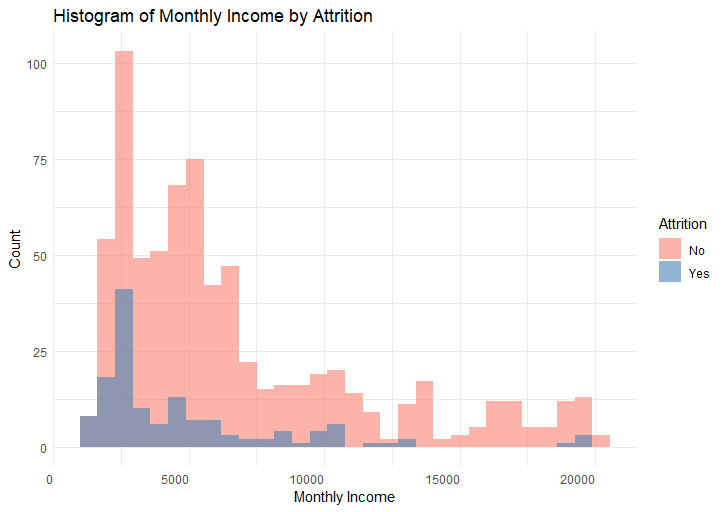 Histogram of Monthly Income by Attrition
100
75
50
25
0
Count
0 5000 10000 15000 20000
Monthly Income
Attrition
No
Yes